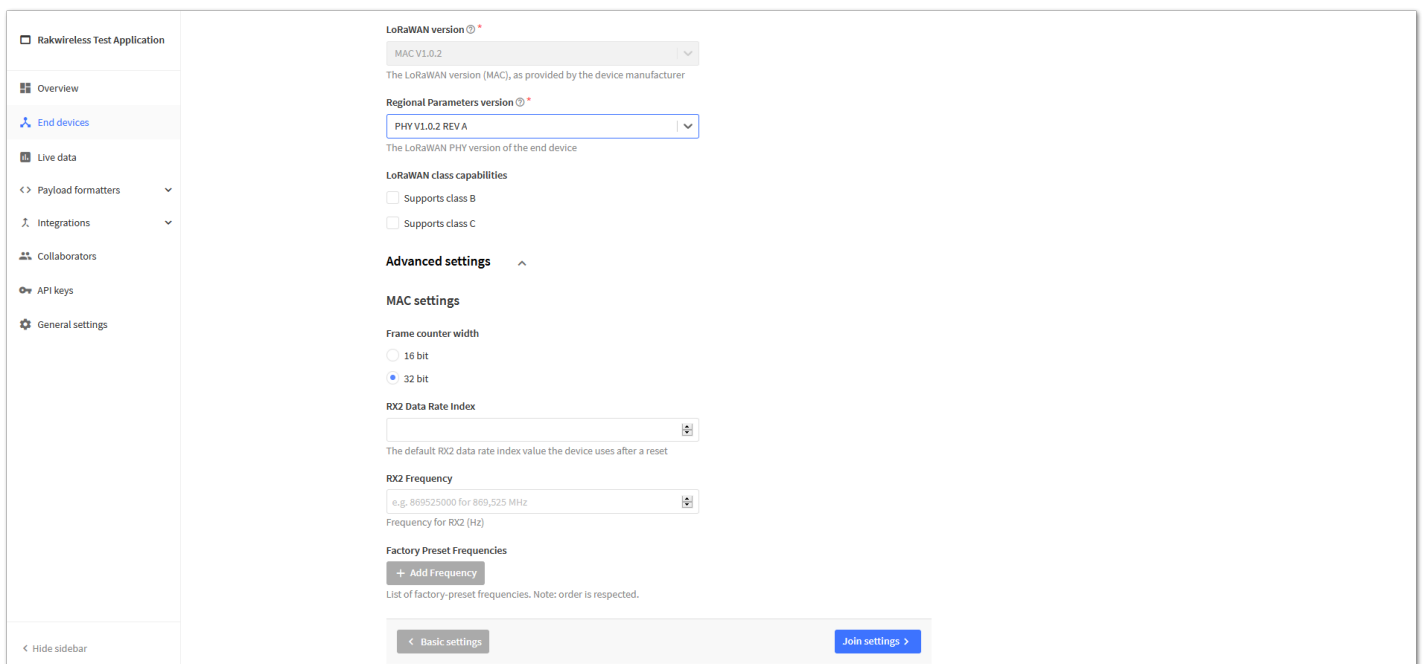 Rakwireless Test Application
Overview
End devices
Live data
Payload formatters
Integrations
Collaborators
API keys
General settings
Hide sidebar
LoRaWAN version *
MAC V1.0.2
The LoRaWAN version (MAC), as provided by the device manufacturer
Regional Parameters version *
PHY V1.0.2 REV A
The LoRaWAN PHY version of the end device
LoRaWAN class capabilities
Supports class B
Supports class C
Advanced settings
MAC settings
Frame counter width
16 bit
32 bit
RX2 Data Rate Index
The default RX2 data rate index value the device uses after a reset
RX2 Frequency
e.g. 869525000 for 869,525 MHz
Frequency for RX2 (Hz)
Factory Preset Frequencies
+ Add Frequency
List of factory-preset frequencies. Note: order is respected.
< Basic settings
Join settings >